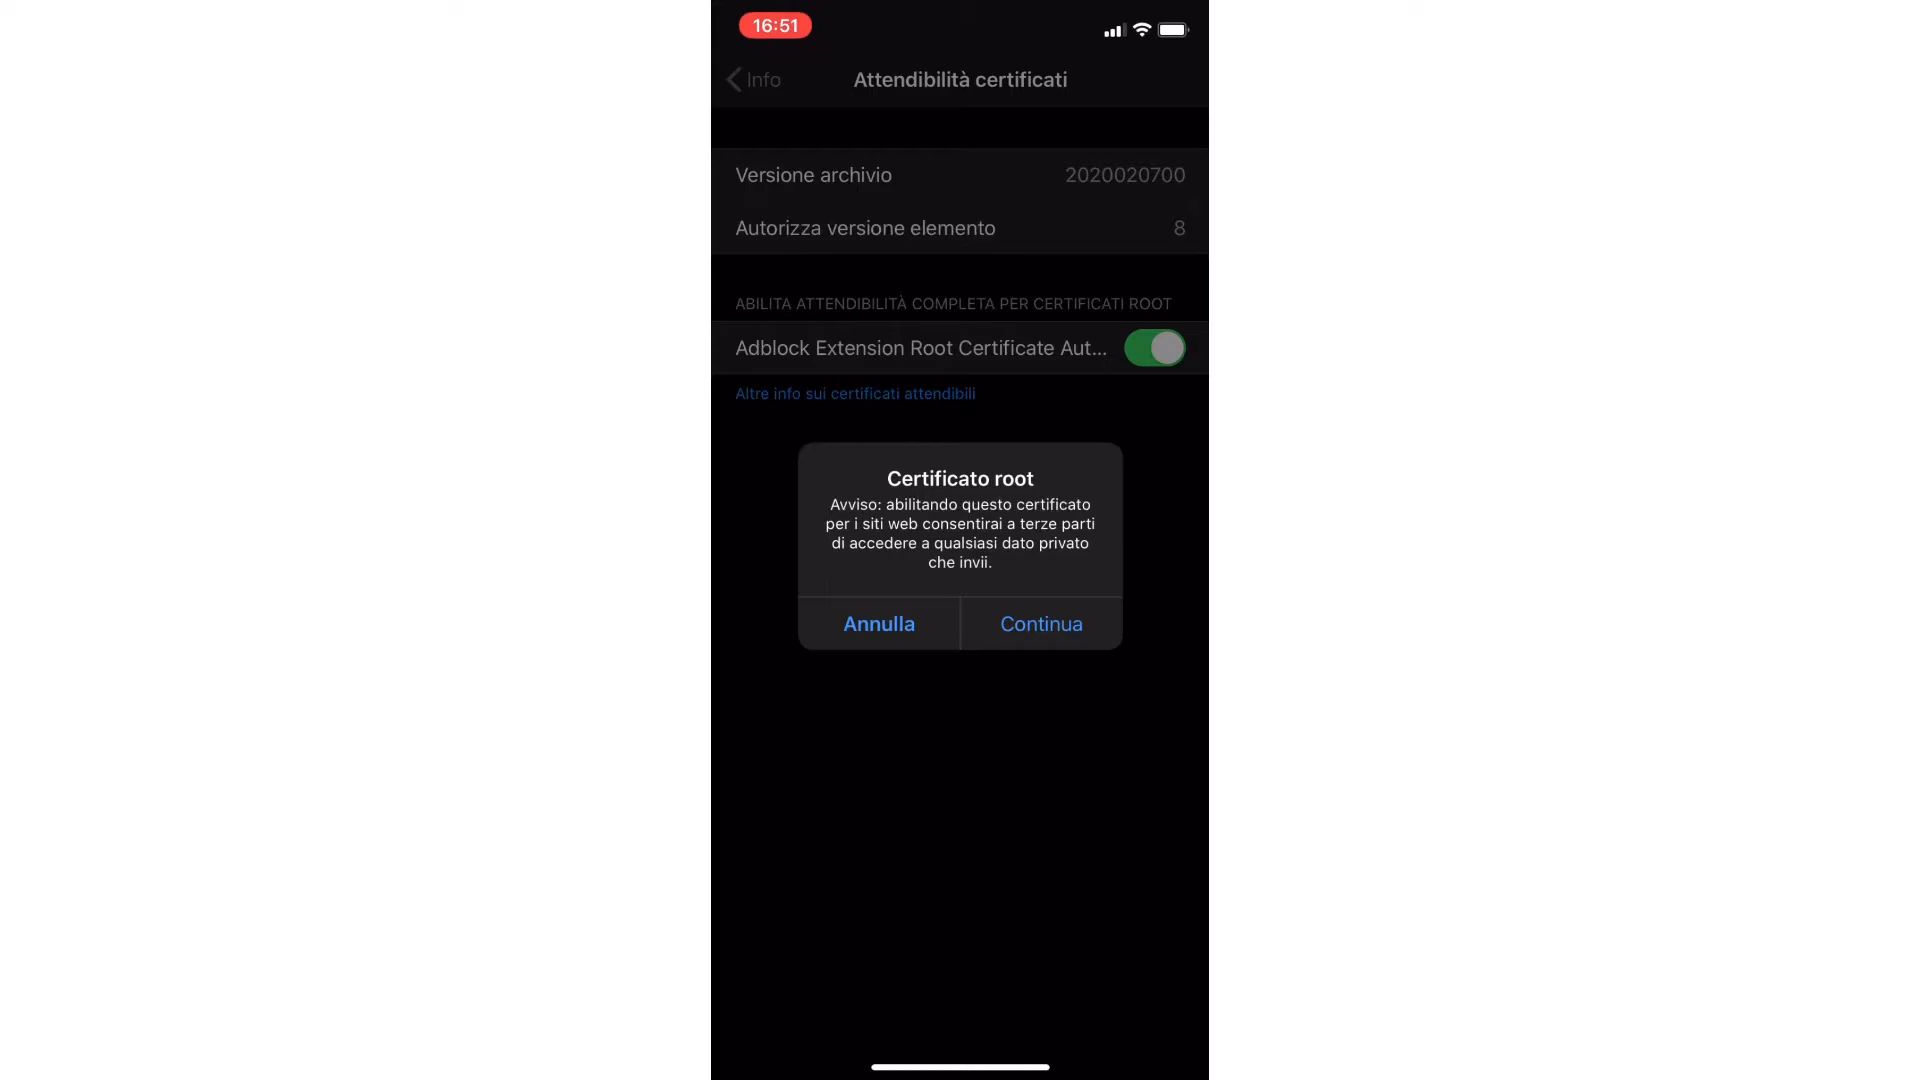 16:51
Info
Attendibilità certificati
Versione archivio 2020020700
Autorizza versione elemento 8
ABILITA ATTENDIBILITÀ COMPLETA PER CERTIFICATI ROOT
Adblock Extension Root Certificate Aut...
Altre info sui certificati attendibili
Certificato root
Avviso: abilitando questo certificato
per i siti web consentirai a terze parti
di accedere a qualsiasi dato privato
che invii.
Annulla Continua